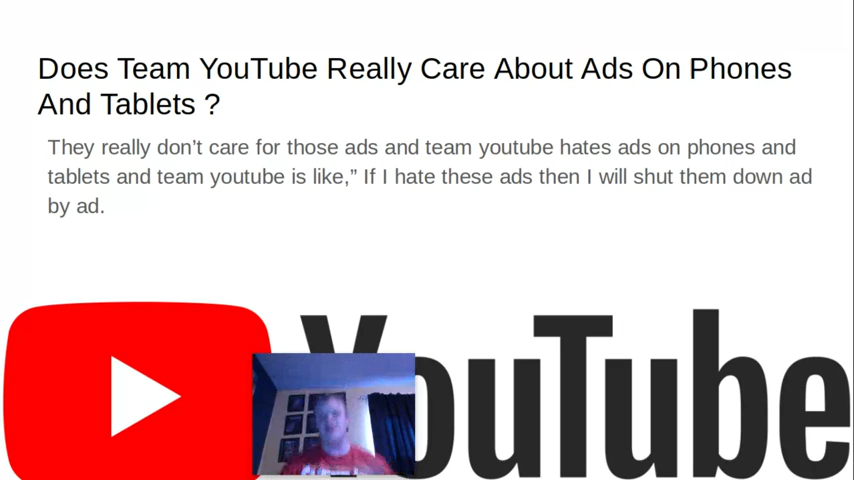 Does Team YouTube Really Care About Ads On Phones
And Tablets ?
They really don’t care for those ads and team youtube hates ads on phones and
tablets and team youtube is like,” If I hate these ads then I will shut them down ad
by ad.
YouTube